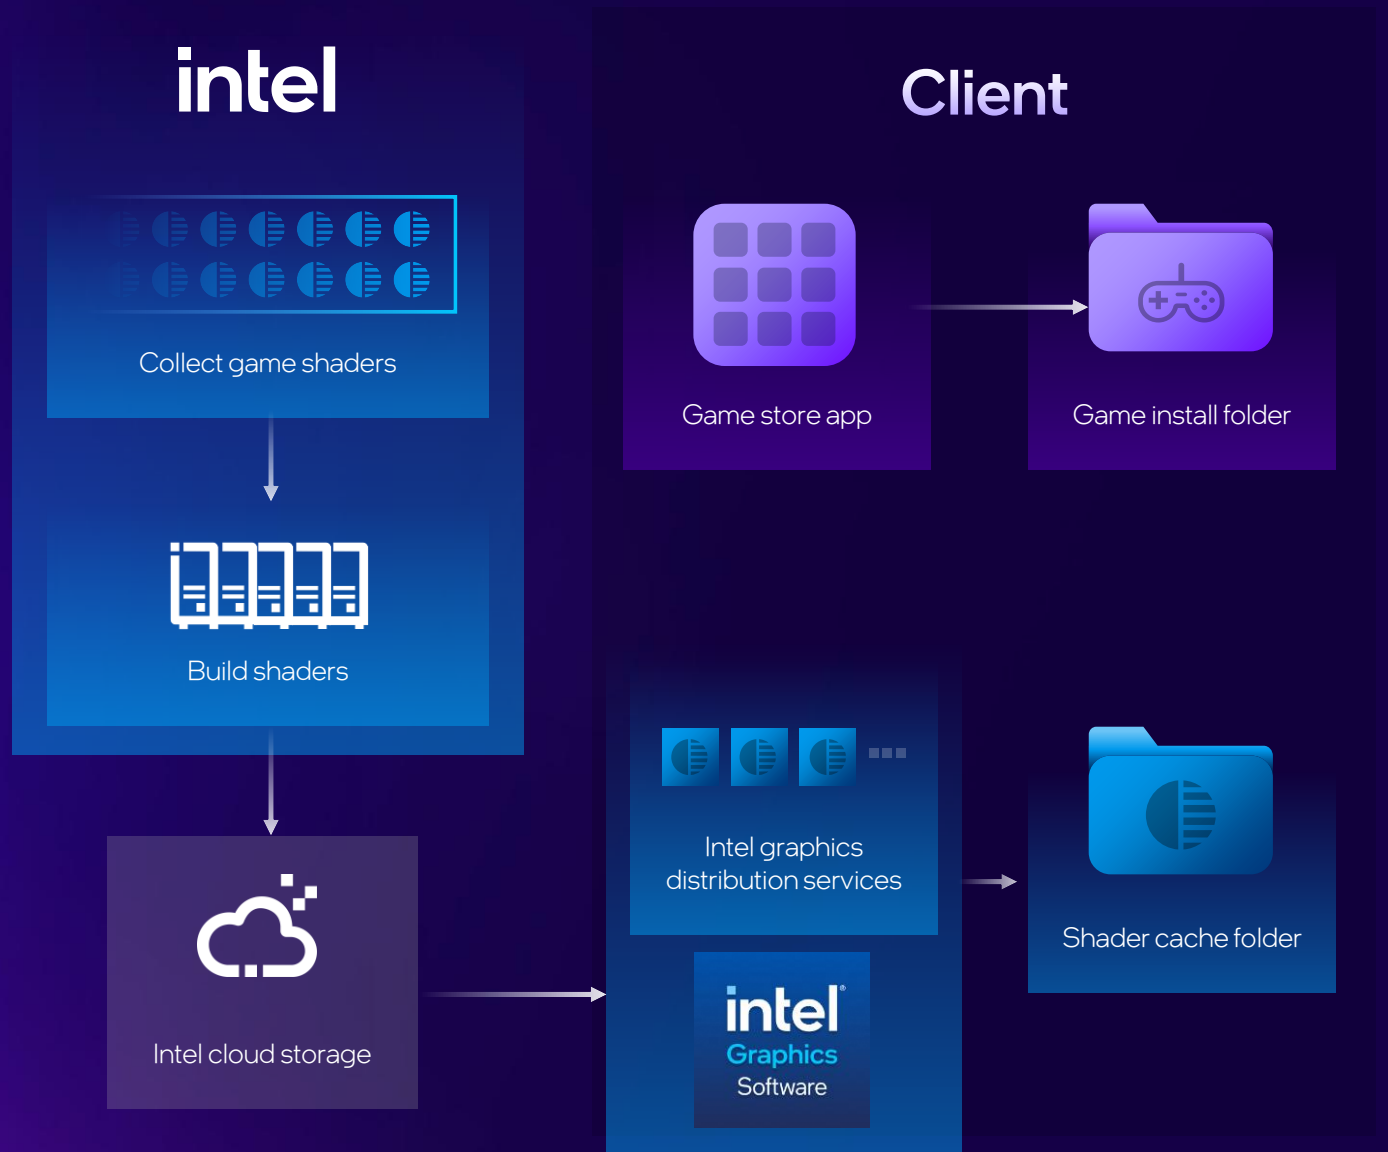 intel
Client
Collect game shaders
Game store app
Game install folder
Build shaders
Intel graphics
distribution services
Shader cache folder
Intel cloud storage
intel®
Graphics
Software